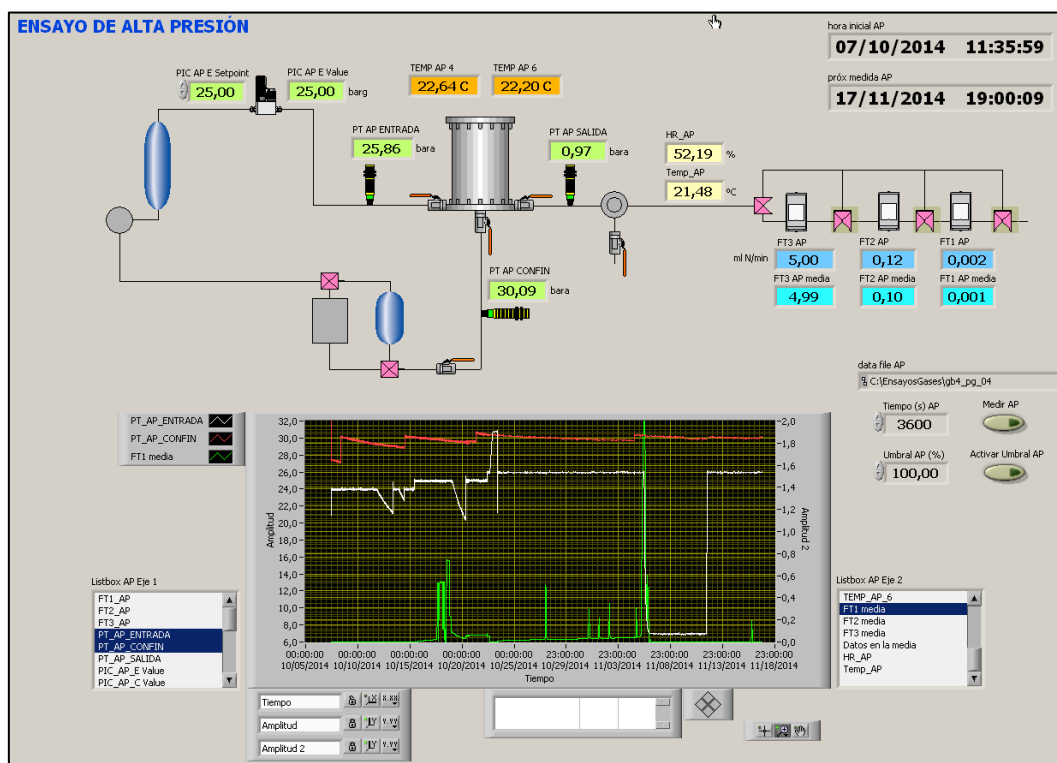 ENSAYO DE ALTA PRESIÓN
hora inicial AP
07/10/2014 11:35:59
próx medida AP
17/11/2014 19:00:09
PIC AP E Setpoint
25,00
PIC AP E Value
25,00 barg
TEMP AP 4
22,64 C
TEMP AP 6
22,20 C
PT AP ENTRADA
25,86 bara
PT AP SALIDA
0,97 bara
HR_AP
52,19 %
Temp_AP
21,48 ºC
PT AP CONFIN
30,09 bara
FT3 AP FT2 AP FT1 AP
ml N/min 5,00 0,12 0,002
FT3 AP media FT2 AP media FT1 AP media
4,99 0,10 0,001
data file AP
C:\EnsayosGases\gb4_pg_04
Tiempo (s) AP
3600
Medir AP
Umbral AP (%)
100,00
Activar Umbral AP
PT_AP_ENTRADA
PT_AP_CONFIN
FT1 media
Amplitud
32,0
30,0
28,0
26,0
24,0
22,0
20,0
18,0
16,0
14,0
12,0
10,0
8,0
6,0
Amplitud 2
-2,0
-1,8
-1,6
-1,4
-1,2
-1,0
-0,8
-0,6
-0,4
-0,2
-0,0
00:00:00 00:00:00 00:00:00 00:00:00 00:00:00 23:00:00 23:00:00 23:00:00 23:00:00 23:00:00
10/05/2014 10/10/2014 10/15/2014 10/20/2014 10/25/2014 10/29/2014 11/03/2014 11/08/2014 11/13/2014 11/18/2014
Tiempo
Listbox AP Eje 1
FT1_AP
FT2_AP
FT3_AP
PT_AP_ENTRADA
PT_AP_CONFIN
PT_AP_SALIDA
PIC_AP_E Value
PIC_AP_C Value
Listbox AP Eje 2
TEMP_AP_6
FT1 media
FT2 media
FT3 media
Datos en la media
HR_AP
Temp_AP
Tiempo
Amplitud
Amplitud 2